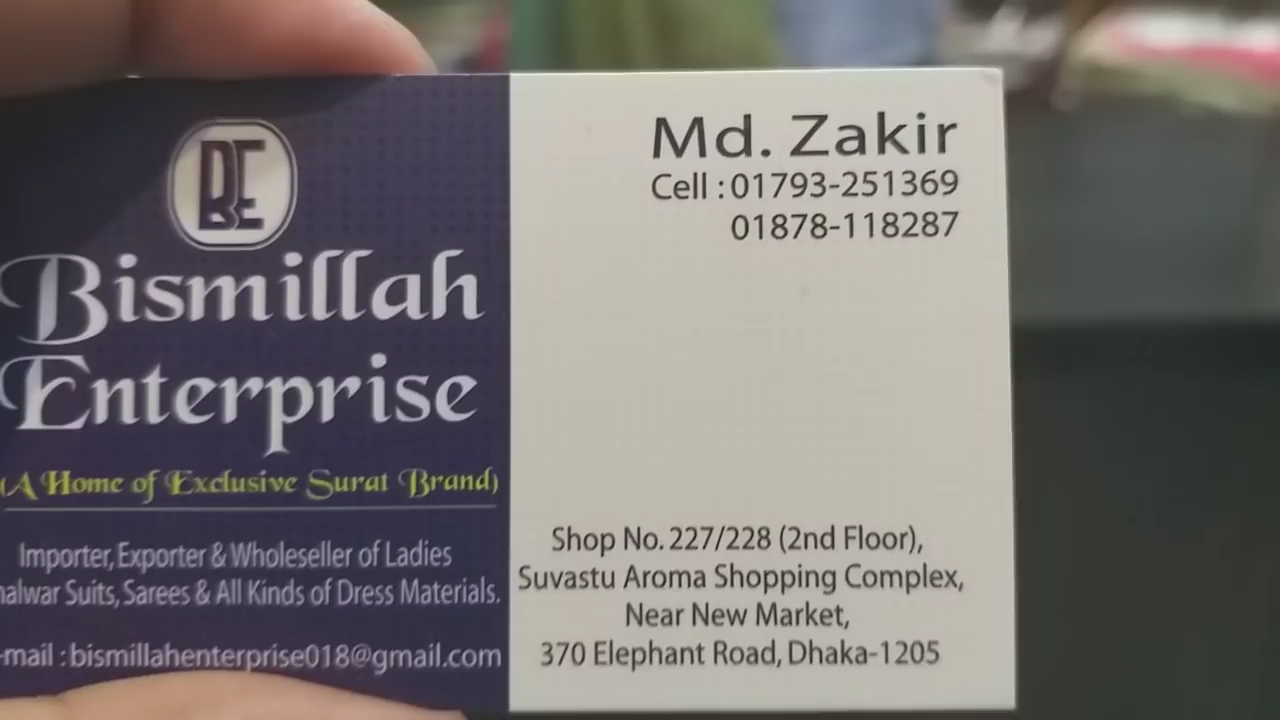 BE
Bismillah
Enterprise
(A Home of Exclusive Surat Brand)
Importer, Exporter & Wholeseller of Ladies
halwar Suits, Sarees & All Kinds of Dress Materials.
-mail : bismillahenterprise018@gmail.com
Md. Zakir
Cell : 01793-251369
01878-118287
Shop No. 227/228 (2nd Floor),
Suvastu Aroma Shopping Complex,
Near New Market,
370 Elephant Road, Dhaka-1205